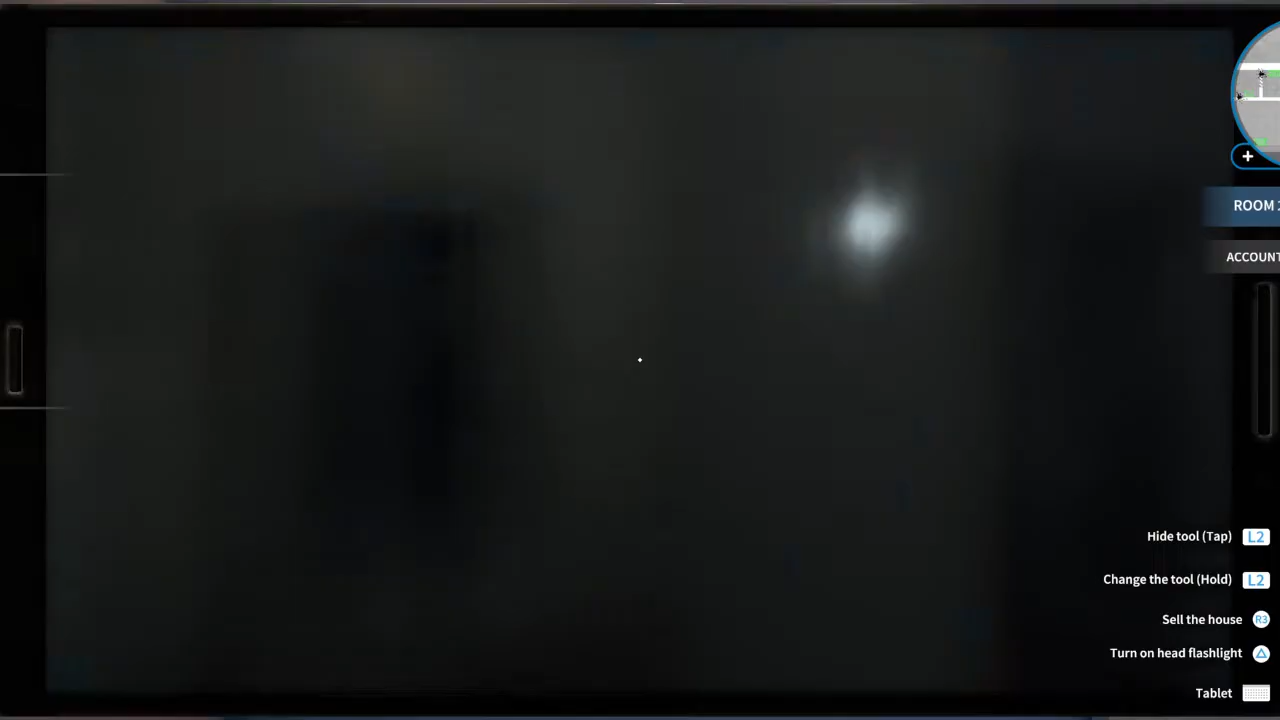 +
ROOM
ACCOUNT
Hide tool (Tap) L2
Change the tool (Hold) L2
Sell the house R3
Turn on head flashlight
Tablet